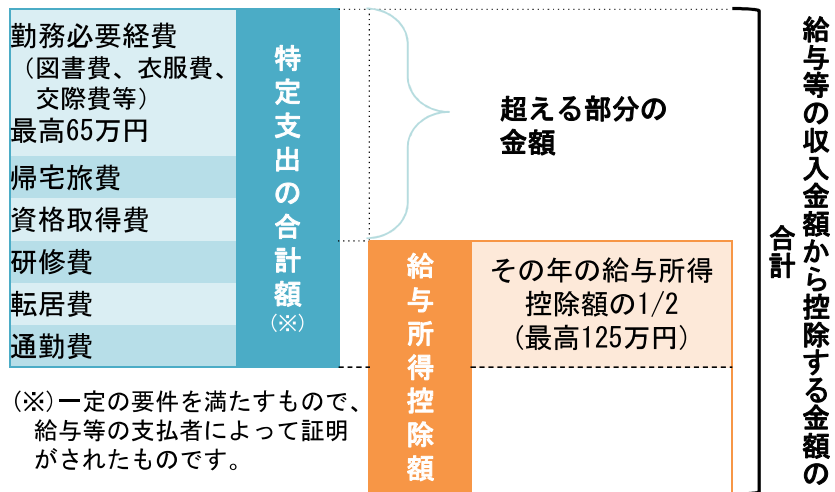 勤務必要経費
（図書費、衣服費、
交際費等）
最高65万円
帰宅旅費
資格取得費
研修費
転居費
通勤費
特定支出の合計額
（※）
超える部分の
金額
給与所得控除額
その年の給与所得
控除額の1/2
（最高125万円）
給与等の収入金額から控除する金額の
合計
（※）一定の要件を満たすもので、
給与等の支払者によって証明
がされたものです。